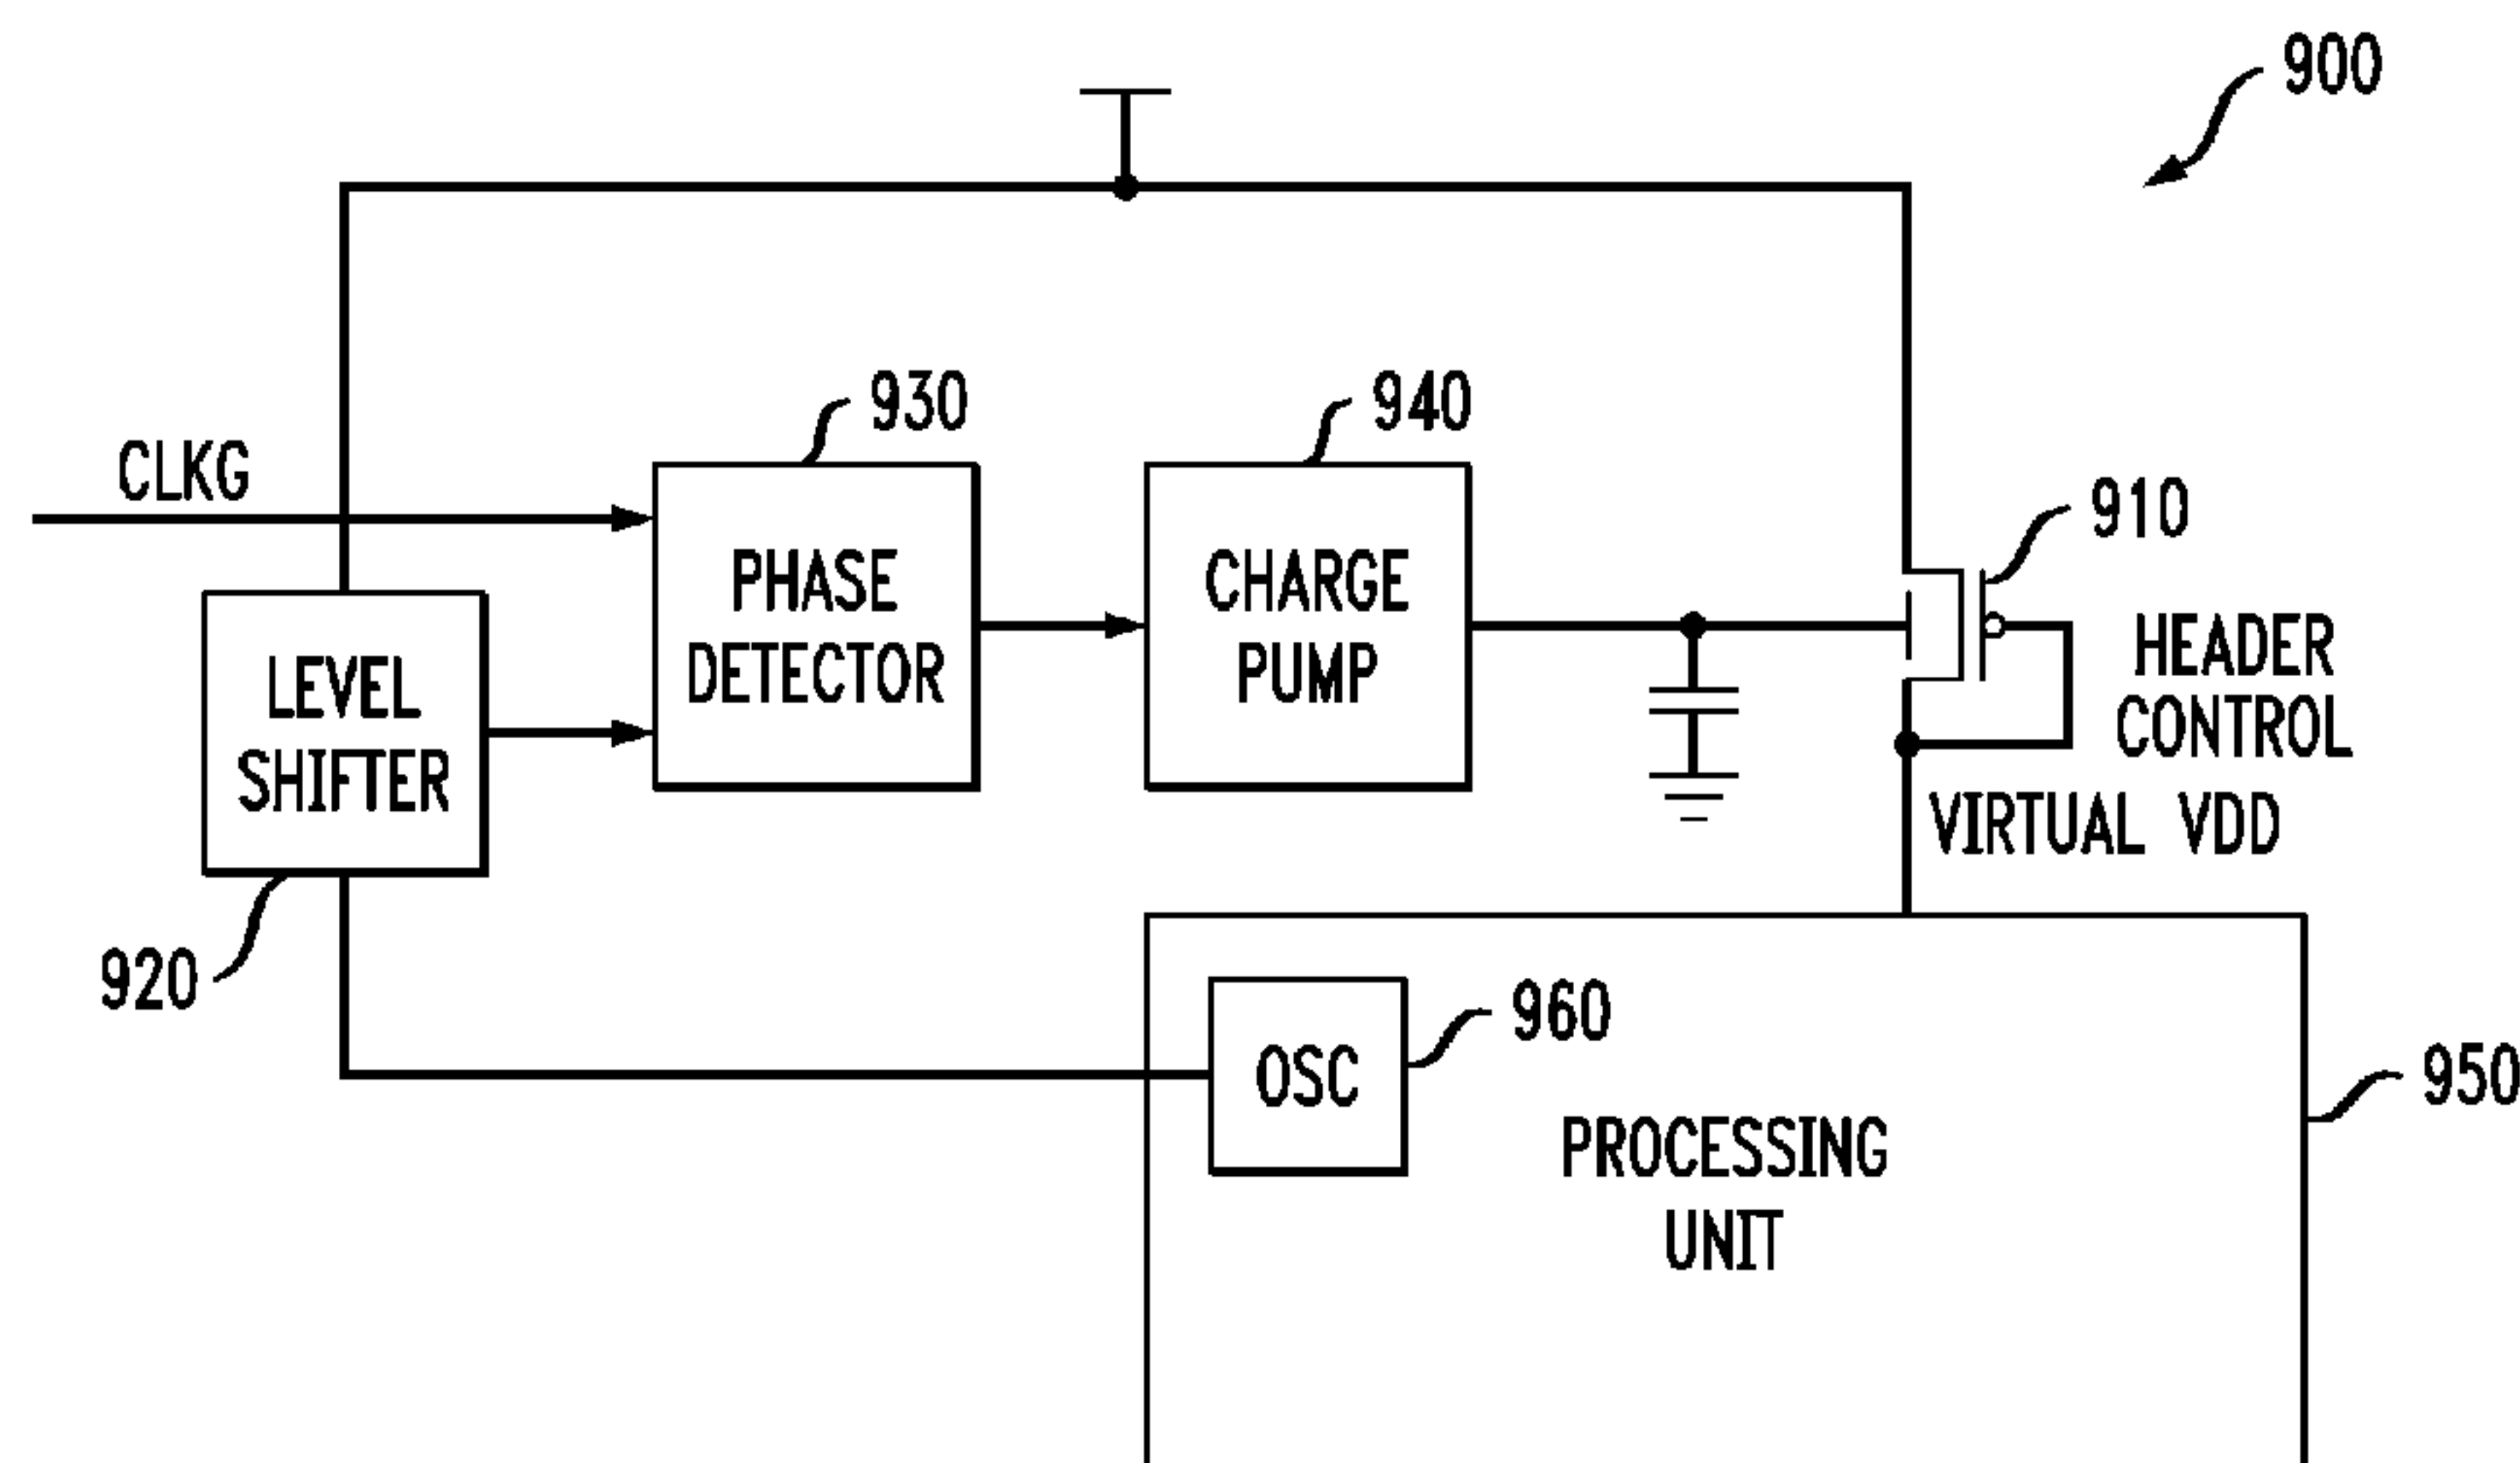 900
930
940
CLKG
910
PHASE
DETECTOR
CHARGE
PUMP
HEADER
CONTROL
LEVEL
SHIFTER
VIRTUAL VDD
920
960
OSC
950
PROCESSING
UNIT